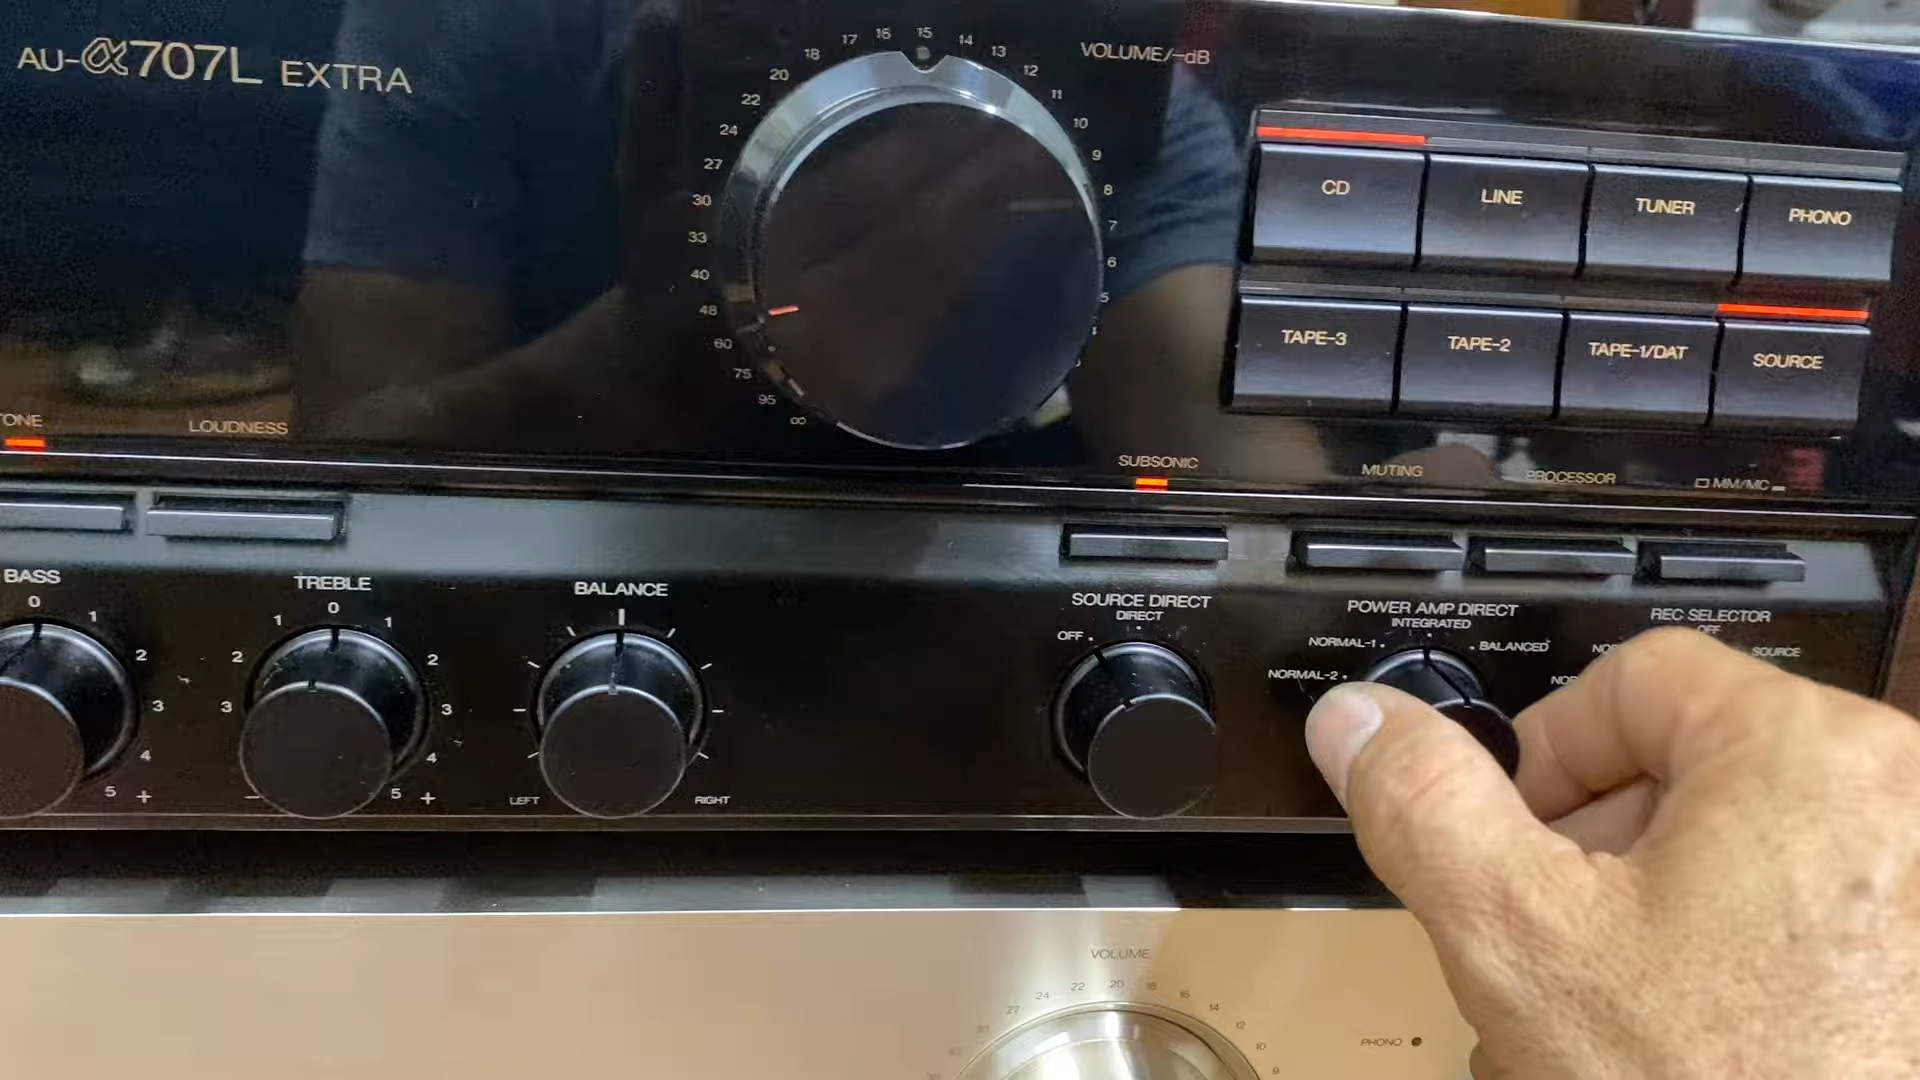 AU-α707L EXTRA
VOLUME/-dB
∞ 95 75 60 48 40 33 30 27 24 22 20 18 17 16 15 14 13 12 11 10 9 8 7 6 5
CD LINE TUNER PHONO
TAPE-3 TAPE-2 TAPE-1/DAT SOURCE
TONE LOUDNESS SUBSONIC MUTING PROCESSOR MM/MC
BASS
0 1 2 3 4 5 +
TREBLE
- 3 2 1 0 1 2 3 4 5 +
BALANCE
LEFT RIGHT
SOURCE DIRECT
OFF DIRECT
POWER AMP DIRECT
NORMAL-2 NORMAL-1 INTEGRATED BALANCED
REC SELECTOR
OFF
SOURCE
VOLUME
30 27 24 22 20 18 16 14 12 10 9
PHONO